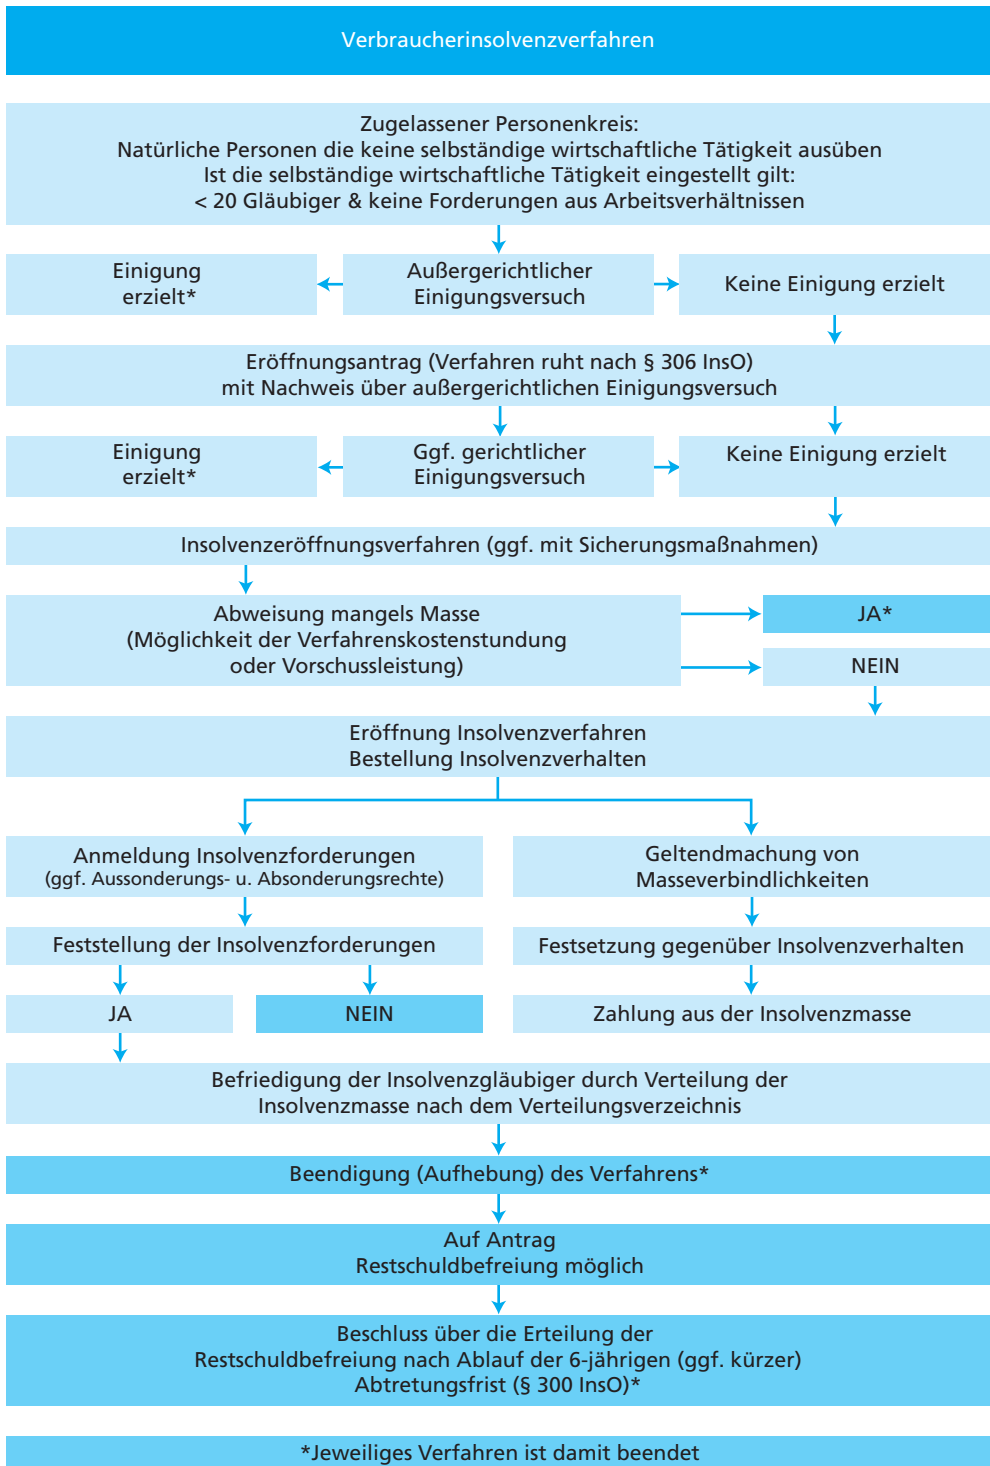 Verbraucherinsolvenzverfahren
Zugelassener Personenkreis:
Natürliche Personen die keine selbständige wirtschaftliche Tätigkeit ausüben
Ist die selbständige wirtschaftliche Tätigkeit eingestellt gilt:
< 20 Gläubiger & keine Forderungen aus Arbeitsverhältnissen
Einigung
erzielt*
Außergerichtlicher
Einigungsversuch
Keine Einigung erzielt
Eröffnungsantrag (Verfahren ruht nach § 306 InsO)
mit Nachweis über außergerichtlichen Einigungsversuch
Einigung
erzielt*
Ggf. gerichtlicher
Einigungsversuch
Keine Einigung erzielt
Insolvenzeröffnungsverfahren (ggf. mit Sicherungsmaßnahmen)
Abweisung mangels Masse
(Möglichkeit der Verfahrenskostenstundung
oder Vorschussleistung)
JA*
NEIN
Eröffnung Insolvenzverfahren
Bestellung Insolvenzverhalten
Anmeldung Insolvenzforderungen
(ggf. Aussonderungs- u. Absonderungsrechte)
Geltendmachung von
Masseverbindlichkeiten
Feststellung der Insolvenzforderungen
Festsetzung gegenüber Insolvenzverhalten
JA
NEIN
Zahlung aus der Insolvenzmasse
Befriedigung der Insolvenzgläubiger durch Verteilung der
Insolvenzmasse nach dem Verteilungsverzeichnis
Beendigung (Aufhebung) des Verfahrens*
Auf Antrag
Restschuldbefreiung möglich
Beschluss über die Erteilung der
Restschuldbefreiung nach Ablauf der 6-jährigen (ggf. kürzer)
Abtretungsfrist (§ 300 InsO)*
*Jeweiliges Verfahren ist damit beendet